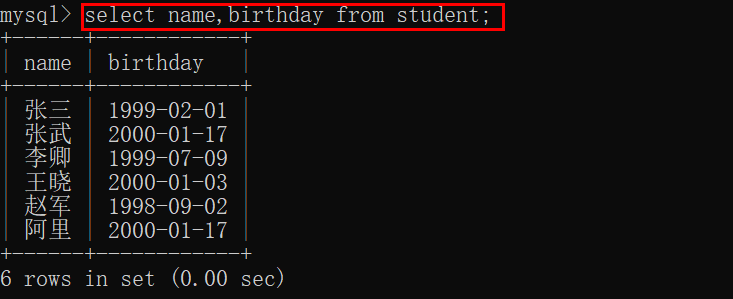 mysql> select name,birthday from student;
+------+------------+
| name | birthday   |
+------+------------+
| 张三 | 1999-02-01 |
| 张武 | 2000-01-17 |
| 李卿 | 1999-07-09 |
| 王晓 | 2000-01-03 |
| 赵军 | 1998-09-02 |
| 阿里 | 2000-01-17 |
+------+------------+
6 rows in set (0.00 sec)